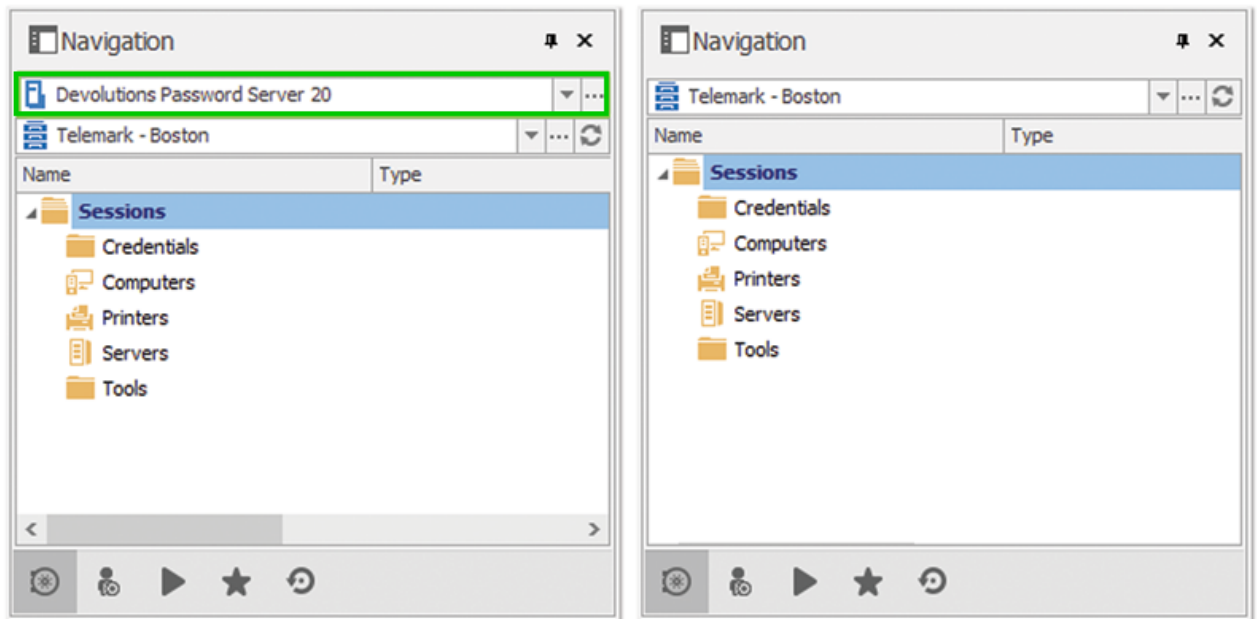 Navigation
Devolutions Password Server 20
Telemark - Boston
Name Type
Sessions
Credentials
Computers
Printers
Servers
Tools
Navigation
Telemark - Boston
Name Type
Sessions
Credentials
Computers
Printers
Servers
Tools